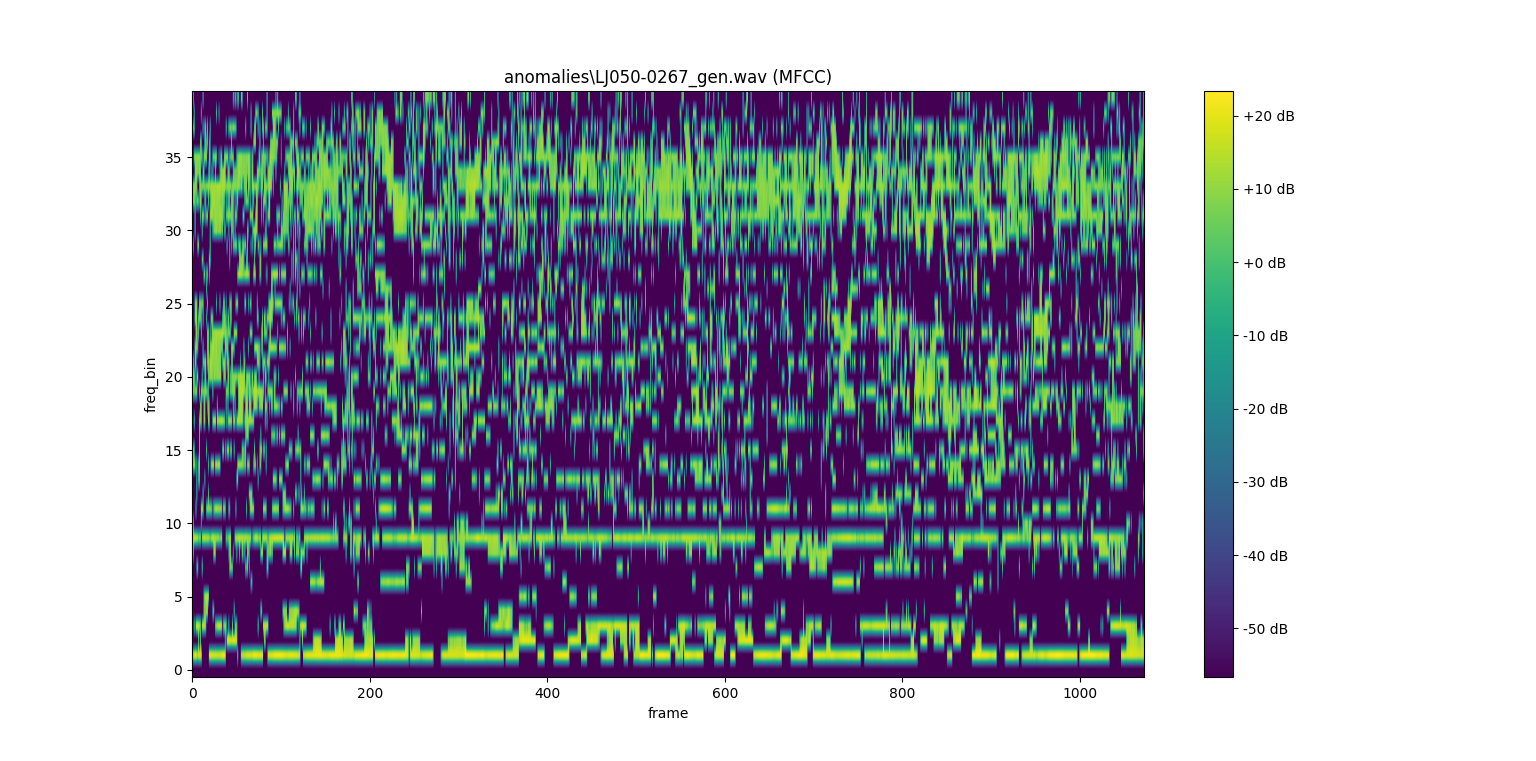 anomalies\LJ050-0267_gen.wav (MFCC)
freq_bin
35
30
25
20
15
10
5
0
0 200 400 600 800 1000
frame
+20 dB
+10 dB
+0 dB
-10 dB
-20 dB
-30 dB
-40 dB
-50 dB